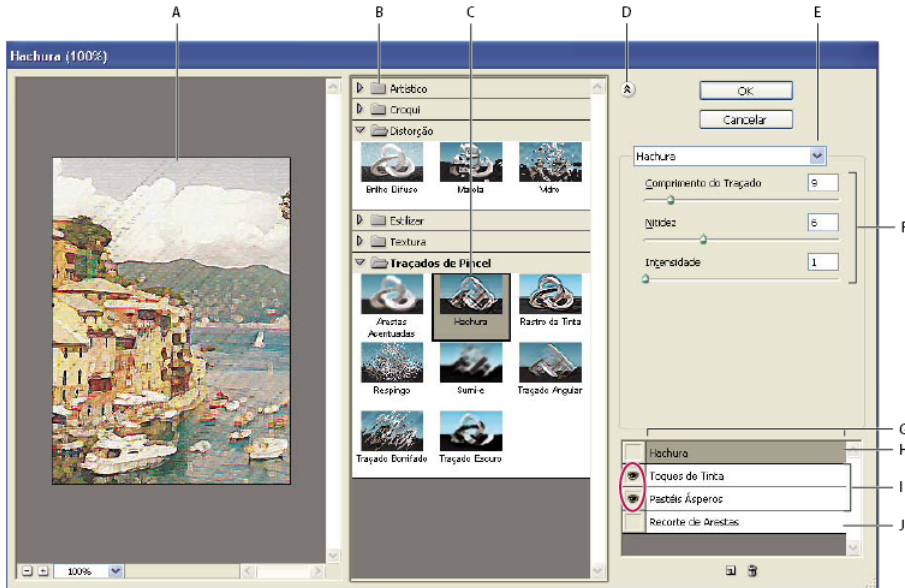 A B C D E
Hachura (100%)
Artístico
Croqui
Distorção
Brilho Difuso Marola Vidro
Estilizar
Textura
Traçados de Pincel
Arestas Acentuadas Hachura Rastro de Tinta
Respingo Sumi-e Traçado Angular
Traçado Borrifado Traçado Escuro
100%
OK
Cancelar
Hachura
Comprimento do Traçado 9
Nitidez 6
Intensidade 1
F
G
H
Hachura
Toques de Tinta
I
Pastéis Ásperos
Recorte de Arestas
J